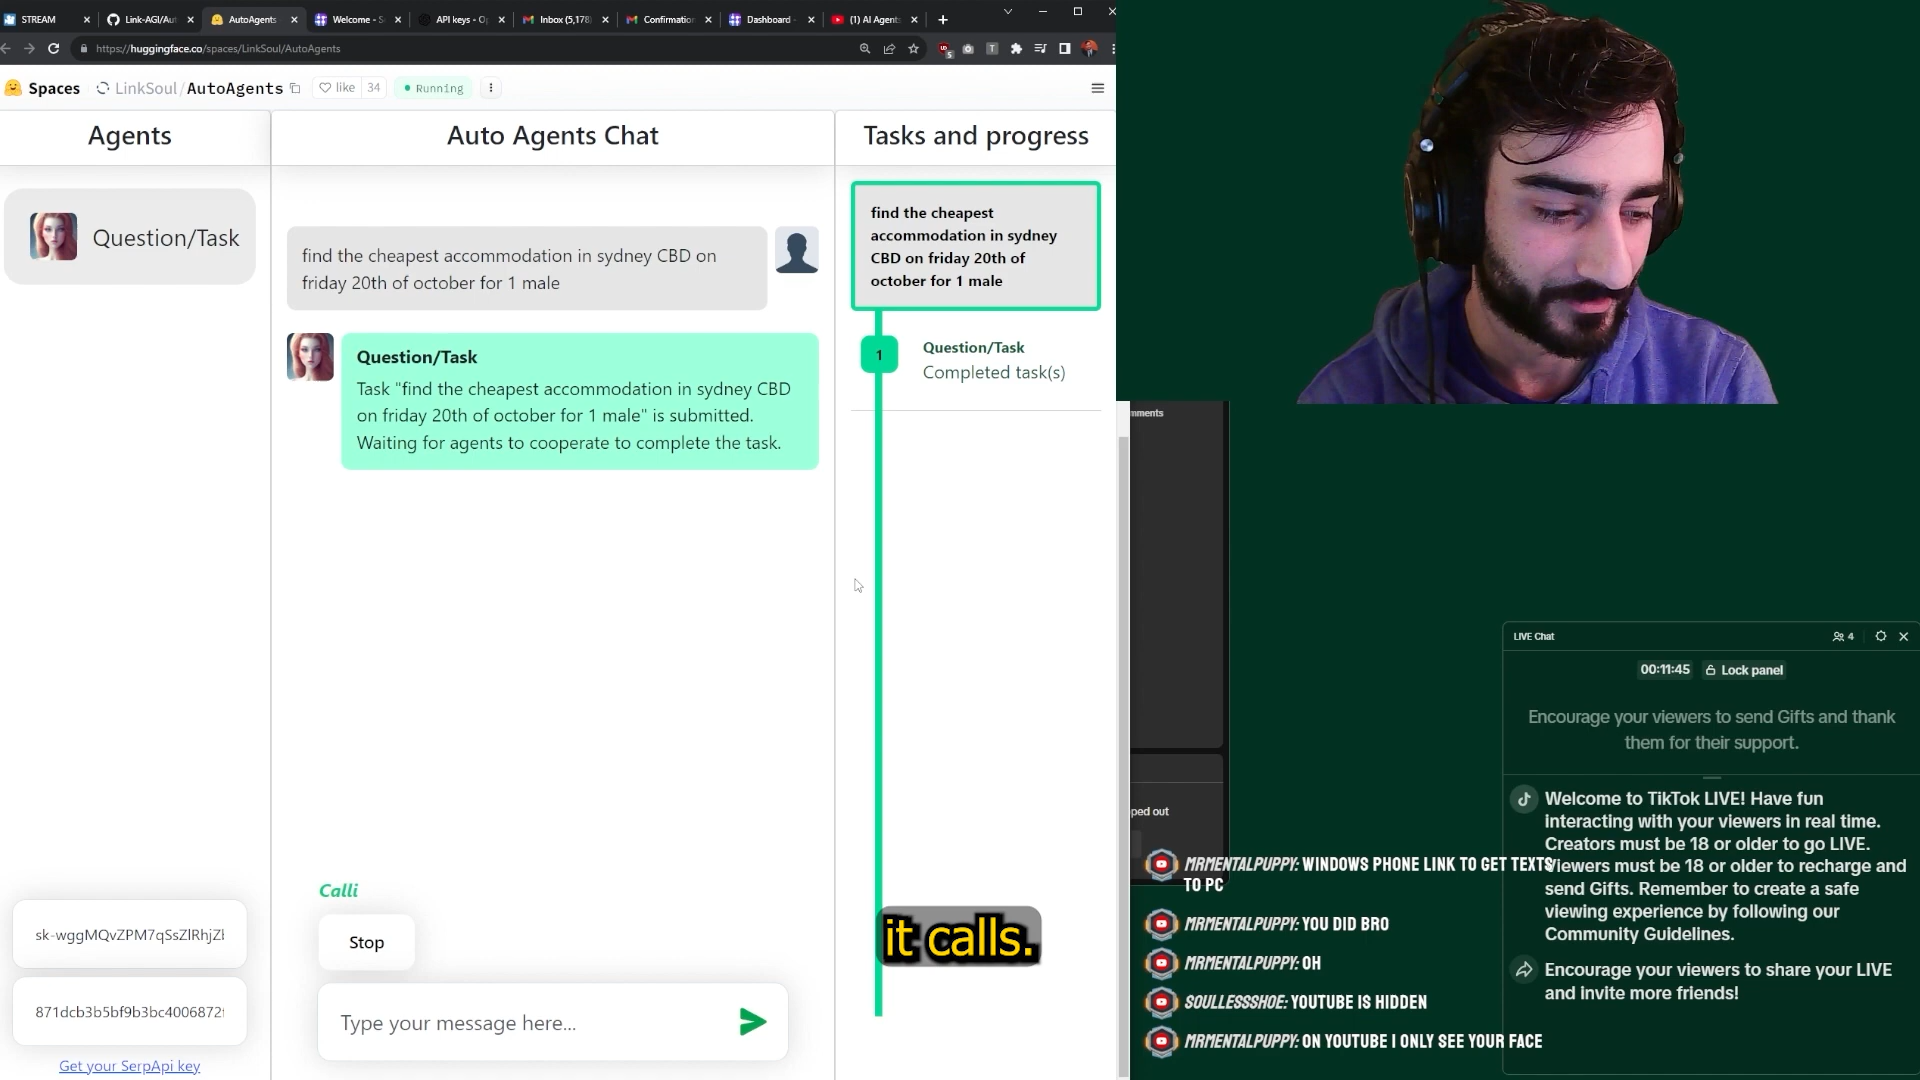 STREAM
Link-AGI/Aut
AutoAgents
Welcome - S
API keys - O
Inbox (5,178)
Confirmation
Dashboard -
(1) AI Agents
https://huggingface.co/spaces/LinkSoul/AutoAgents
Spaces
LinkSoul/AutoAgents
like 34
Running
Agents
Auto Agents Chat
Tasks and progress
Question/Task
find the cheapest accommodation in sydney CBD on
friday 20th of october for 1 male
Question/Task
Task "find the cheapest accommodation in sydney CBD
on friday 20th of october for 1 male" is submitted.
Waiting for agents to cooperate to complete the task.
find the cheapest
accommodation in sydney
CBD on friday 20th of
october for 1 male
1
Question/Task
Completed task(s)
Calli
Stop
Type your message here...
sk-wggMQvZPM7qSsZlRhjZl
871dcb3b5bf9b3bc4006872
Get your SerpApi key
it calls.
mments
ped out
MRMENTALPUPPY: WINDOWS PHONE LINK TO GET TEXTS
TO PC
MRMENTALPUPPY: YOU DID BRO
MRMENTALPUPPY: OH
SOULLESSSHOE: YOUTUBE IS HIDDEN
MRMENTALPUPPY: ON YOUTUBE I ONLY SEE YOUR FACE
LIVE Chat
4
00:11:45
Lock panel
Encourage your viewers to send Gifts and thank
them for their support.
Welcome to TikTok LIVE! Have fun
interacting with your viewers in real time.
Creators must be 18 or older to go LIVE.
Viewers must be 18 or older to recharge and
send Gifts. Remember to create a safe
viewing experience by following our
Community Guidelines.
Encourage your viewers to share your LIVE
and invite more friends!